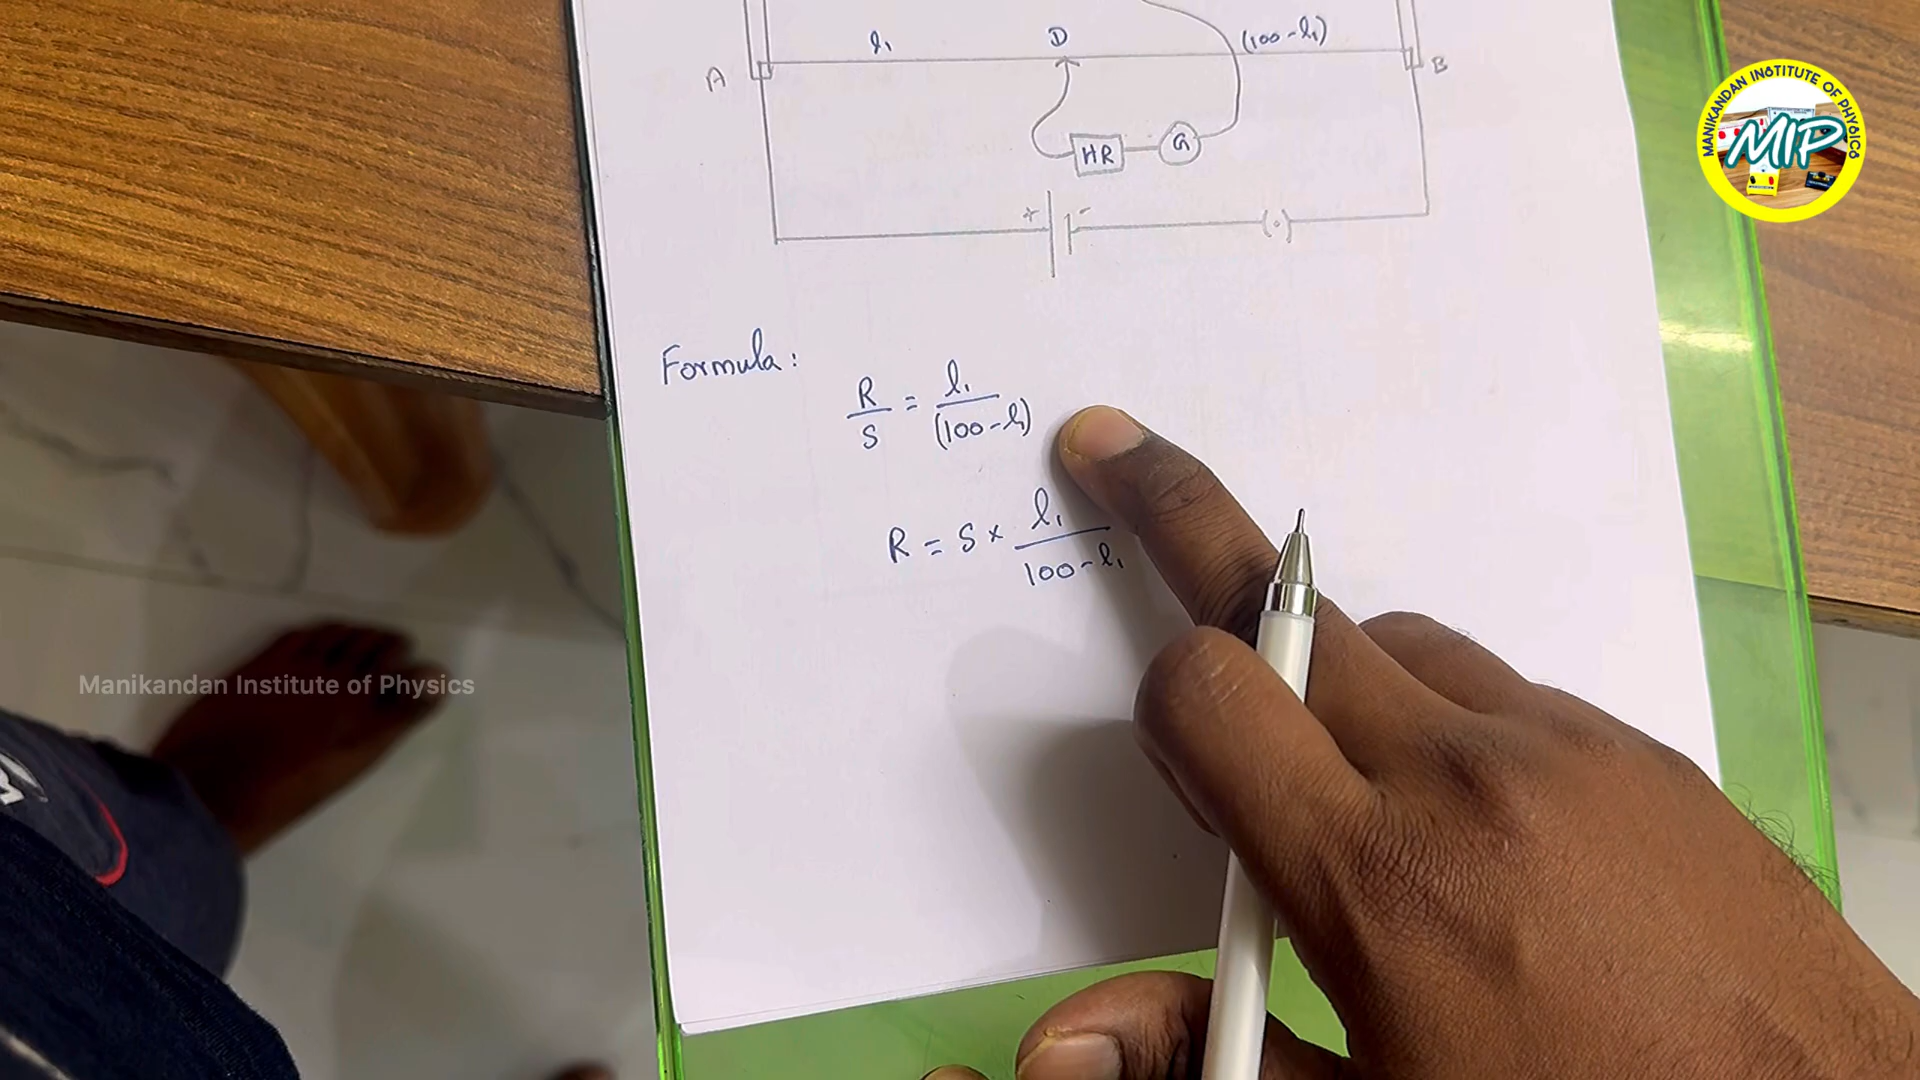 l₁ D (100-l₁)
A B
HR G
+ -
MANIKANDAN INSTITUTE OF PHYSICS
MIP
Formula:
R/S = l₁/(100-l₁)
R = S × l₁/100-l₁
Manikandan Institute of Physics